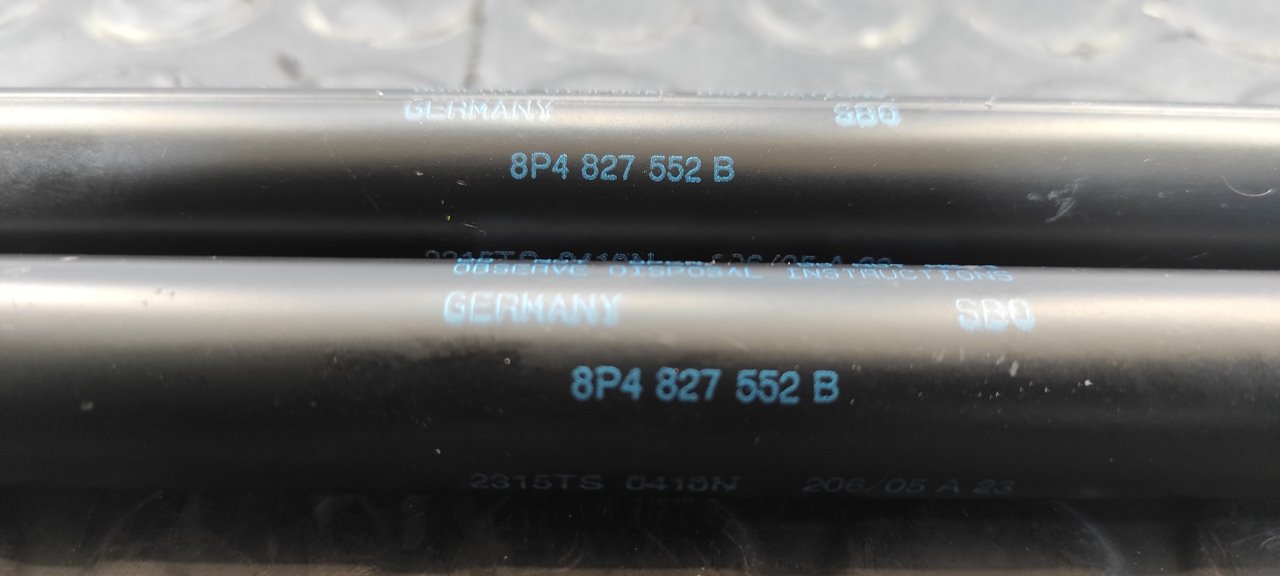 GERMANY SBO
8P4 827 552 B
OBSERVE DISPOSAL INSTRUCTIONS
GERMANY SBO
8P4 827 552 B
2315TS 0410N 206/05 A 23